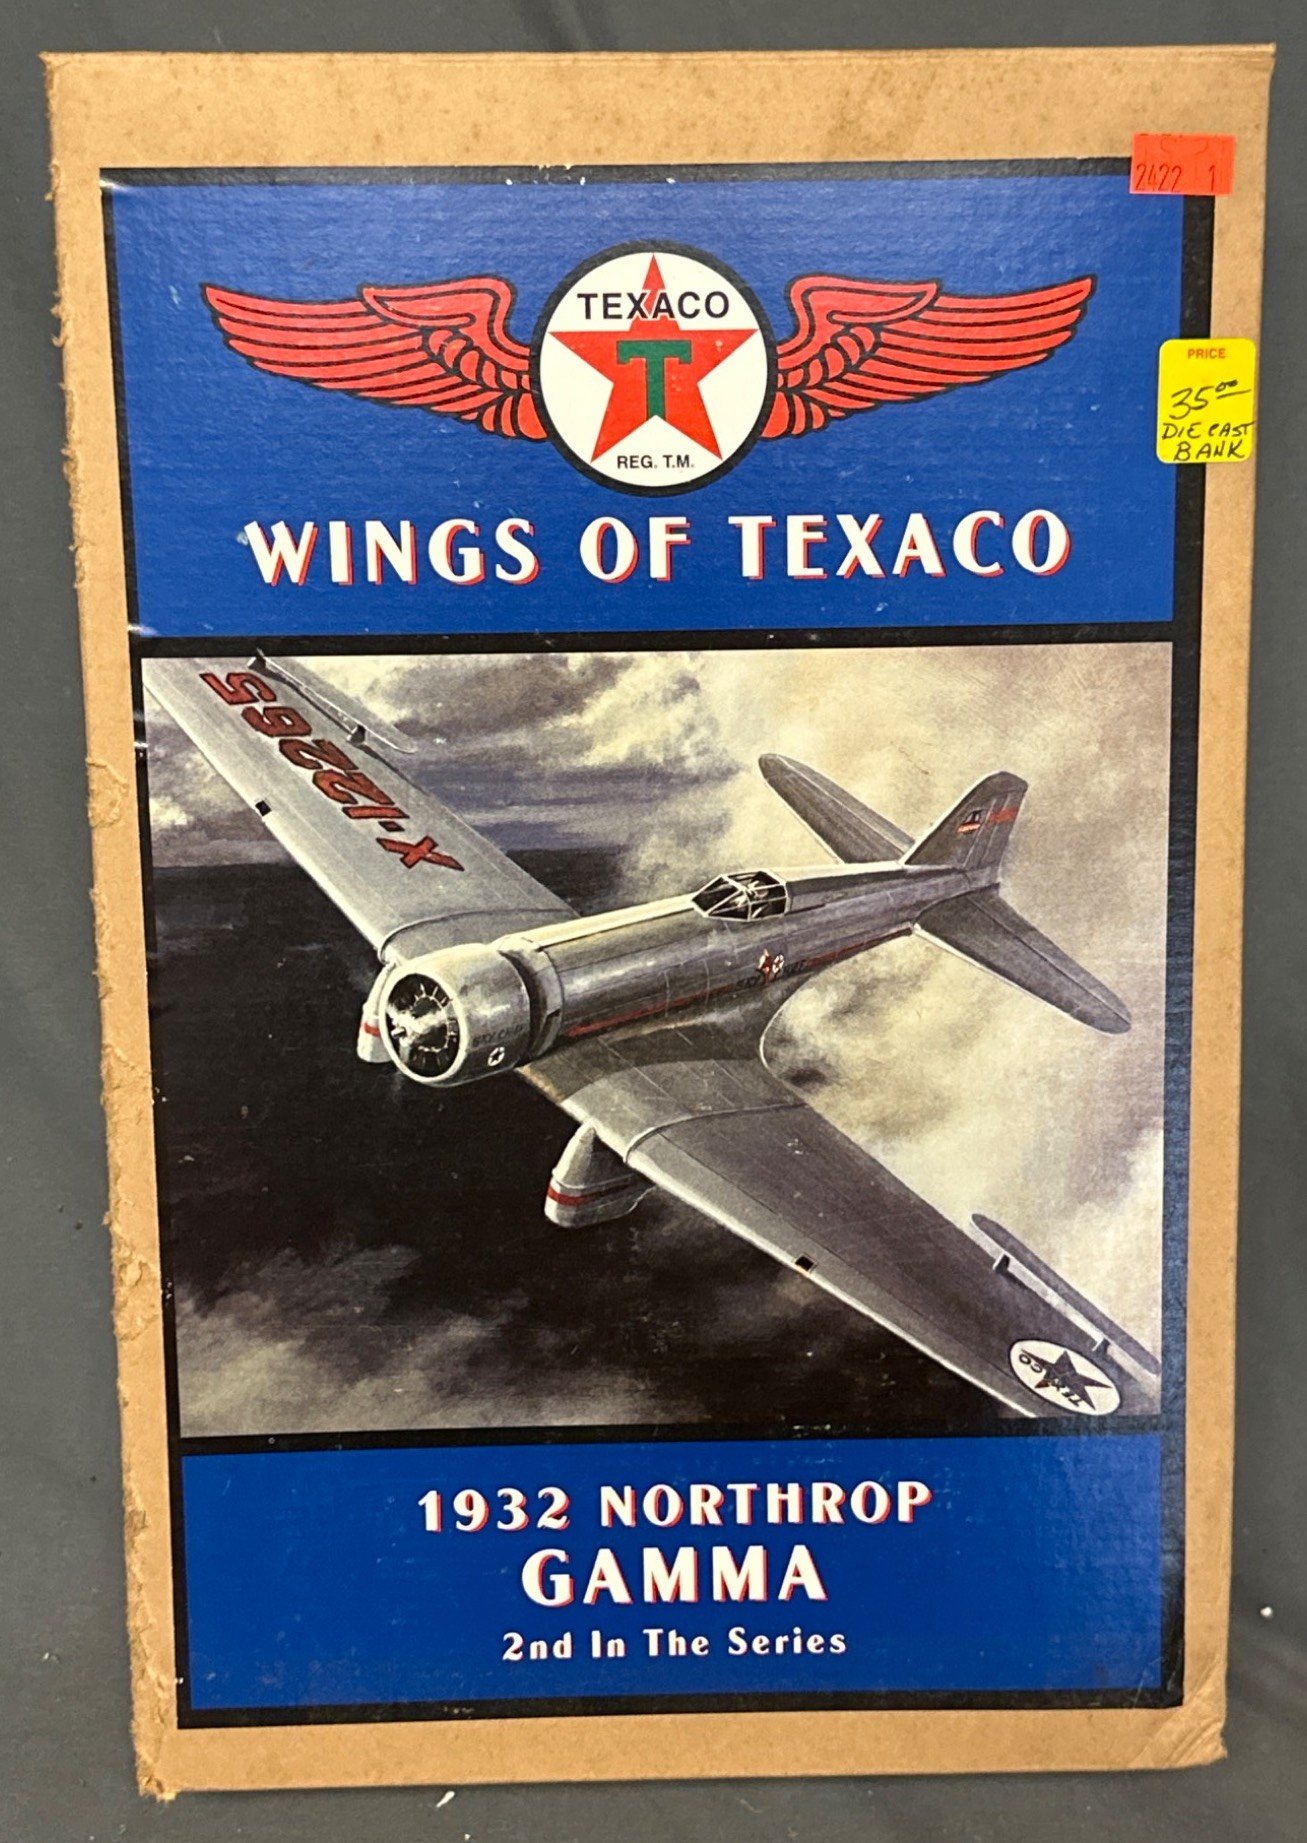 2422 1
TEXACO
T
REG. T.M.
PRICE
35.00
DIE CAST
BANK
WINGS OF TEXACO
X-12265
TEXACO
1932 NORTHROP
GAMMA
2nd In The Series